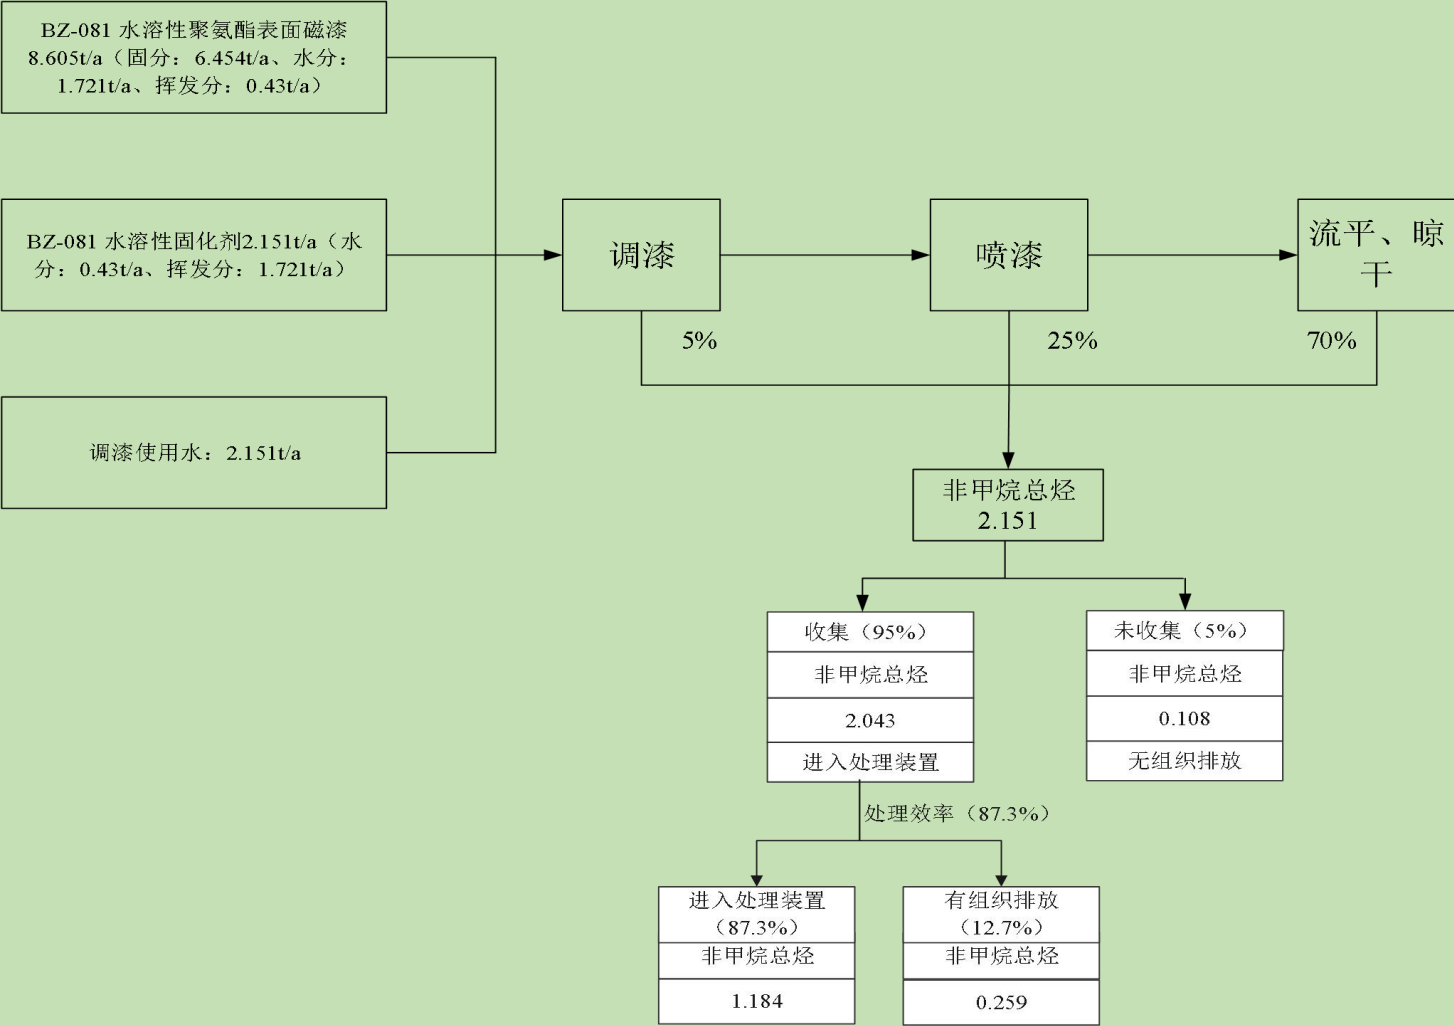 BZ-081 水溶性聚氨酯表面磁漆
8.605t/a（固分：6.454t/a、水分：
1.721t/a、挥发分：0.43t/a）
BZ-081 水溶性固化剂2.151t/a（水
分：0.43t/a、挥发分：1.721t/a）
调漆使用水：2.151t/a
调漆
喷漆
流平、晾
干
5%
25%
70%
非甲烷总烃
2.151
收集（95%）
非甲烷总烃
2.043
进入处理装置
未收集（5%）
非甲烷总烃
0.108
无组织排放
处理效率（87.3%）
进入处理装置
（87.3%）
非甲烷总烃
1.184
有组织排放
（12.7%）
非甲烷总烃
0.259